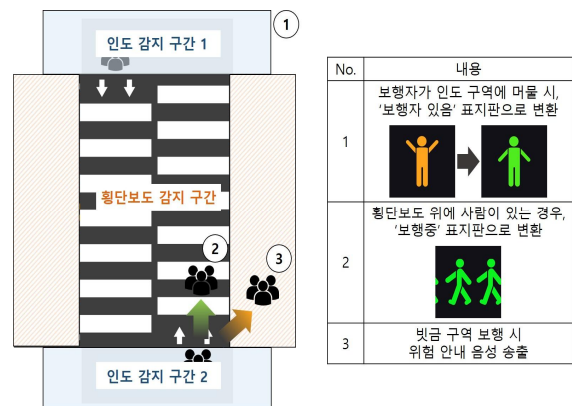 1
인도 감지 구간 1
횡단보도 감지 구간
2
3
인도 감지 구간 2
No. 내용
1 보행자가 인도 구역에 머물 시,
'보행자 있음' 표지판으로 변환
2 횡단보도 위에 사람이 있는 경우,
'보행중' 표지판으로 변환
3 빗금 구역 보행 시
위험 안내 음성 송출